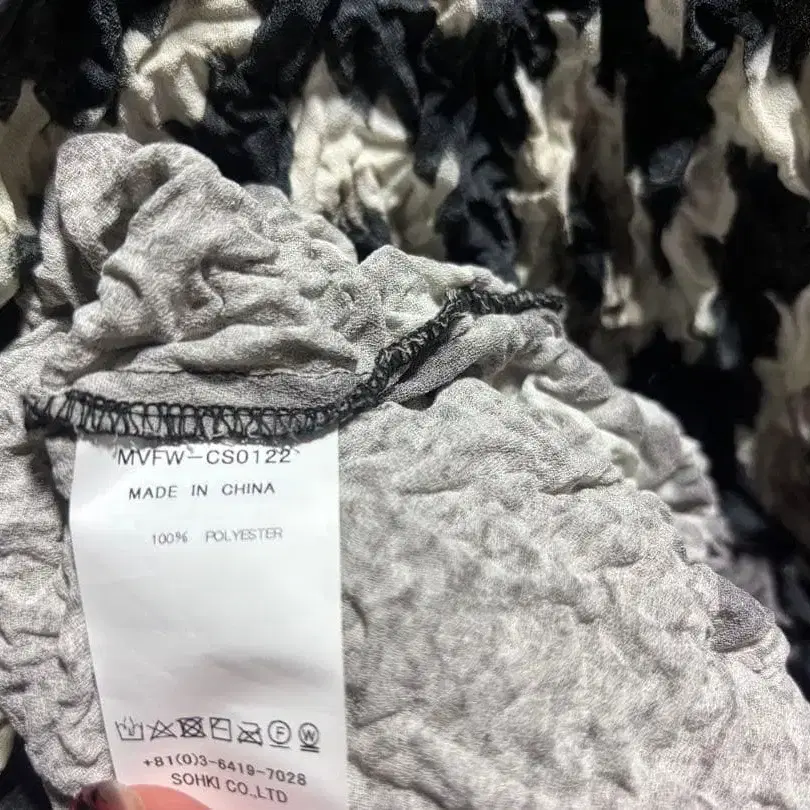 MVFW-CS0122
MADE IN CHINA
100% POLYESTER
F W
+81(0)3-6419-7028
SOHKI CO.,LTD